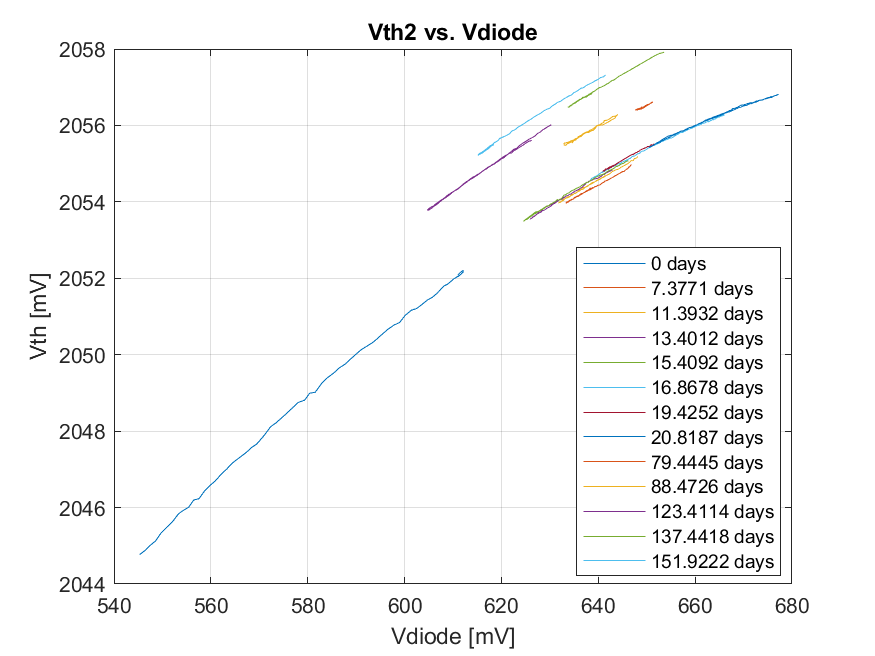 Vth2 vs. Vdiode
2058
2056
2054
2052
2050
2048
2046
2044
Vth [mV]
0 days
7.3771 days
11.3932 days
13.4012 days
15.4092 days
16.8678 days
19.4252 days
20.8187 days
79.4445 days
88.4726 days
123.4114 days
137.4418 days
151.9222 days
540 560 580 600 620 640 660 680
Vdiode [mV]